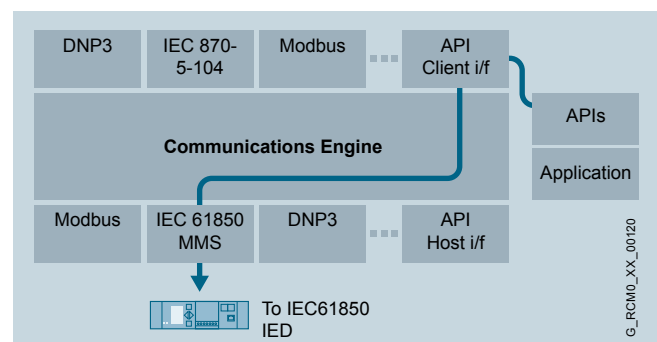 DNP3
IEC 870-
5-104
Modbus
API
Client i/f
APIs
Communications Engine
Application
Modbus
IEC 61850
MMS
DNP3
API
Host i/f
To IEC61850
IED
G_RCM0_XX_00120